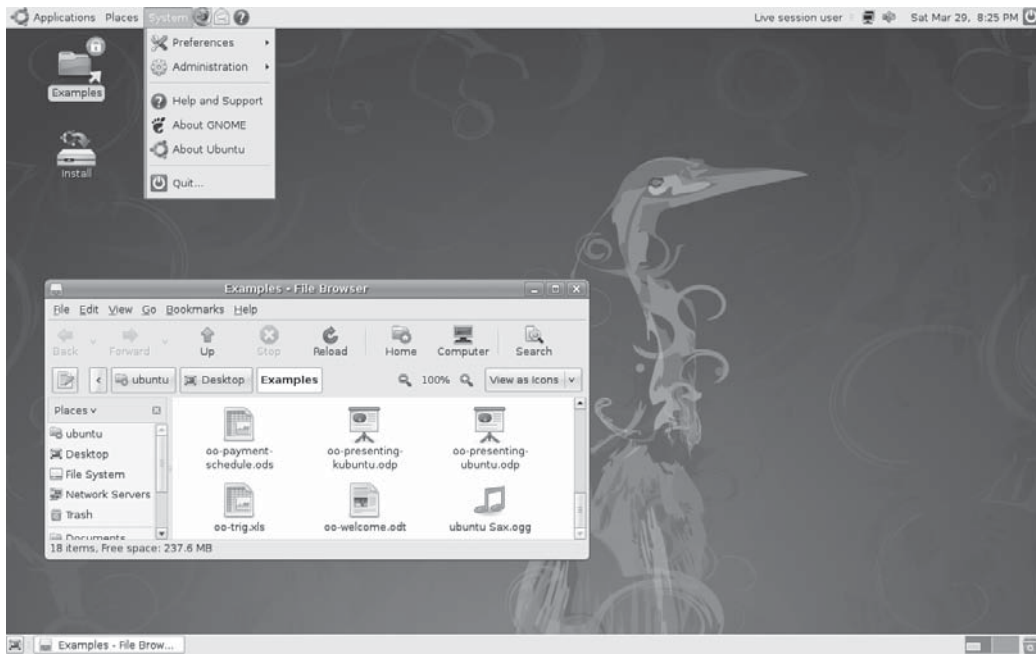 Applications Places System
Live session user Sat Mar 29, 8:25 PM
Preferences
Administration
Help and Support
About GNOME
About Ubuntu
Quit...
Examples
Install
Examples - File Browser
File Edit View Go Bookmarks Help
Back Forward Up Stop Reload Home Computer Search
ubuntu Desktop Examples 100% View as Icons
Places
ubuntu
Desktop
File System
Network Servers
Trash
Documents
oo-payment-
schedule.ods
oo-presenting-
kubuntu.odp
oo-presenting-
ubuntu.odp
oo-trig.xls
oo-welcome.odt
ubuntu Sax.ogg
18 items, Free space: 237.6 MB
Examples - File Brow...